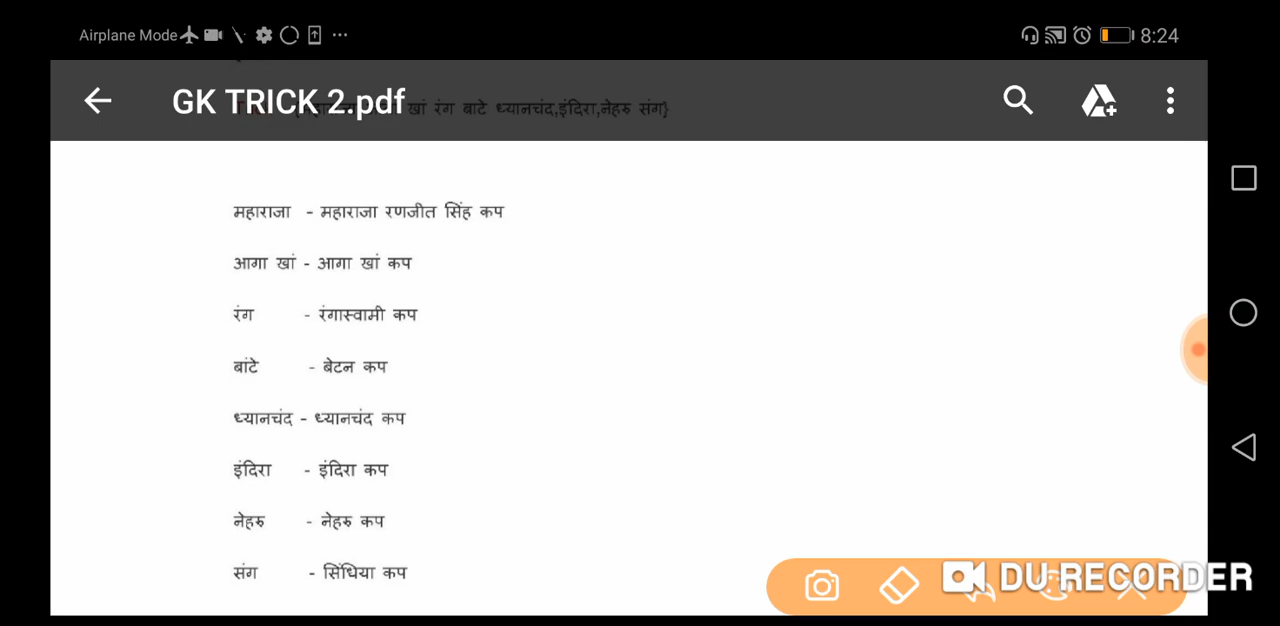 Airplane Mode ... 8:24
GK TRICK 2.pdf
खां रंग बाटे ध्यानचंद,इंदिरा,नेहरु संग}
महाराजा - महाराजा रणजीत सिंह कप
आगा खां - आगा खां कप
रंग - रंगास्वामी कप
बांटे - बेटन कप
ध्यानचंद - ध्यानचंद कप
इंदिरा - इंदिरा कप
नेहरु - नेहरु कप
संग - सिंधिया कप
DU RECORDER